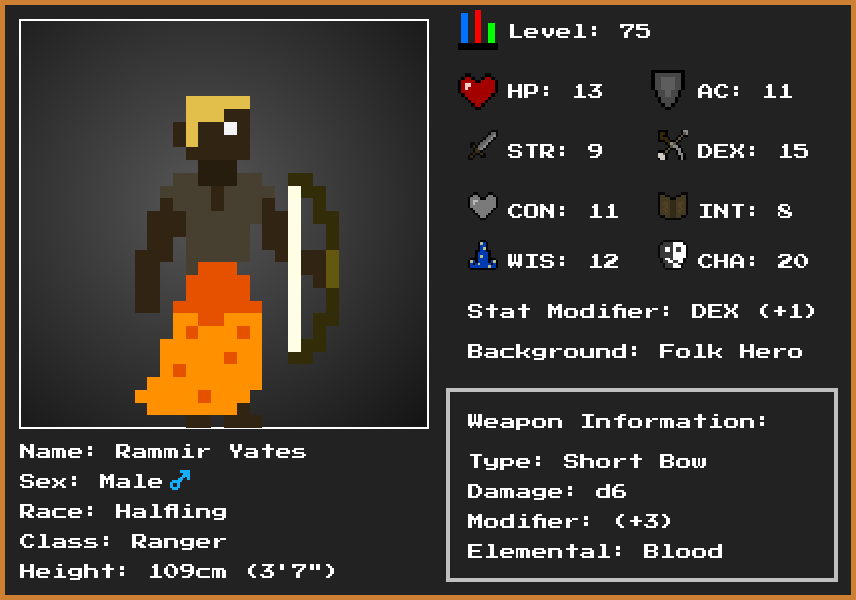 Level: 75
HP: 13 AC: 11
STR: 9 DEX: 15
CON: 11 INT: 8
WIS: 12 CHA: 20
Stat Modifier: DEX (+1)
Background: Folk Hero
Weapon Information:
Type: Short Bow
Damage: d6
Modifier: (+3)
Elemental: Blood
Name: Rammir Yates
Sex: Male ♂
Race: Halfling
Class: Ranger
Height: 109cm (3'7")